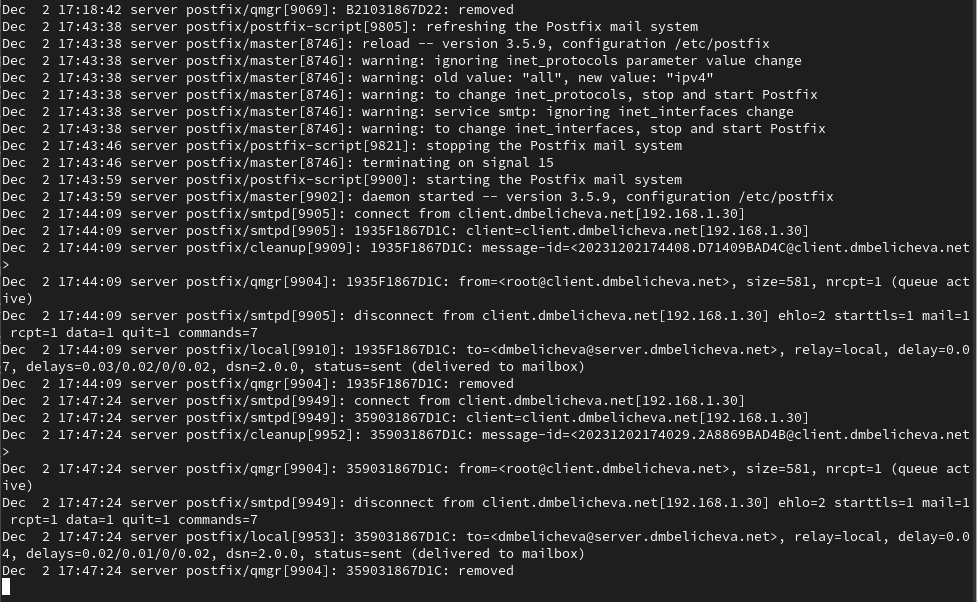 Dec  2 17:18:42 server postfix/qmgr[9069]: B21031867D22: removed
Dec  2 17:43:38 server postfix/postfix-script[9805]: refreshing the Postfix mail system
Dec  2 17:43:38 server postfix/master[8746]: reload -- version 3.5.9, configuration /etc/postfix
Dec  2 17:43:38 server postfix/master[8746]: warning: ignoring inet_protocols parameter value change
Dec  2 17:43:38 server postfix/master[8746]: warning: old value: "all", new value: "ipv4"
Dec  2 17:43:38 server postfix/master[8746]: warning: to change inet_protocols, stop and start Postfix
Dec  2 17:43:38 server postfix/master[8746]: warning: service smtp: ignoring inet_interfaces change
Dec  2 17:43:38 server postfix/master[8746]: warning: to change inet_interfaces, stop and start Postfix
Dec  2 17:43:46 server postfix/postfix-script[9821]: stopping the Postfix mail system
Dec  2 17:43:46 server postfix/master[8746]: terminating on signal 15
Dec  2 17:43:59 server postfix/postfix-script[9900]: starting the Postfix mail system
Dec  2 17:43:59 server postfix/master[9902]: daemon started -- version 3.5.9, configuration /etc/postfix
Dec  2 17:44:09 server postfix/smtpd[9905]: connect from client.dmbelicheva.net[192.168.1.30]
Dec  2 17:44:09 server postfix/smtpd[9905]: 1935F1867D1C: client=client.dmbelicheva.net[192.168.1.30]
Dec  2 17:44:09 server postfix/cleanup[9909]: 1935F1867D1C: message-id=<20231202174408.D71409BAD4C@client.dmbelicheva.net
>
Dec  2 17:44:09 server postfix/qmgr[9904]: 1935F1867D1C: from=<root@client.dmbelicheva.net>, size=581, nrcpt=1 (queue act
ive)
Dec  2 17:44:09 server postfix/smtpd[9905]: disconnect from client.dmbelicheva.net[192.168.1.30] ehlo=2 starttls=1 mail=1
 rcpt=1 data=1 quit=1 commands=7
Dec  2 17:44:09 server postfix/local[9910]: 1935F1867D1C: to=<dmbelicheva@server.dmbelicheva.net>, relay=local, delay=0.0
7, delays=0.03/0.02/0/0.02, dsn=2.0.0, status=sent (delivered to mailbox)
Dec  2 17:44:09 server postfix/qmgr[9904]: 1935F1867D1C: removed
Dec  2 17:47:24 server postfix/smtpd[9949]: connect from client.dmbelicheva.net[192.168.1.30]
Dec  2 17:47:24 server postfix/smtpd[9949]: 359031867D1C: client=client.dmbelicheva.net[192.168.1.30]
Dec  2 17:47:24 server postfix/cleanup[9952]: 359031867D1C: message-id=<20231202174029.2A8869BAD4B@client.dmbelicheva.net
>
Dec  2 17:47:24 server postfix/qmgr[9904]: 359031867D1C: from=<root@client.dmbelicheva.net>, size=581, nrcpt=1 (queue act
ive)
Dec  2 17:47:24 server postfix/smtpd[9949]: disconnect from client.dmbelicheva.net[192.168.1.30] ehlo=2 starttls=1 mail=1
 rcpt=1 data=1 quit=1 commands=7
Dec  2 17:47:24 server postfix/local[9953]: 359031867D1C: to=<dmbelicheva@server.dmbelicheva.net>, relay=local, delay=0.0
4, delays=0.02/0.01/0/0.02, dsn=2.0.0, status=sent (delivered to mailbox)
Dec  2 17:47:24 server postfix/qmgr[9904]: 359031867D1C: removed